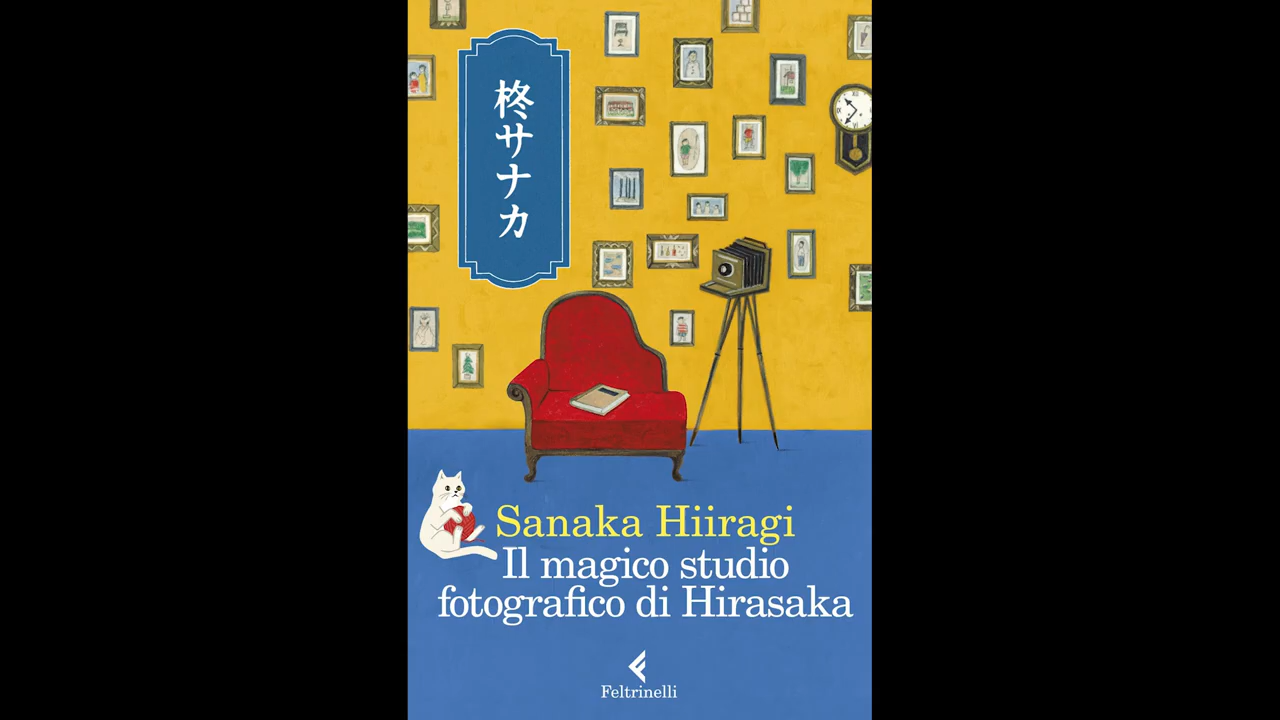 柊サナカ
Sanaka Hiiragi
Il magico studio
fotografico di Hirasaka
Feltrinelli